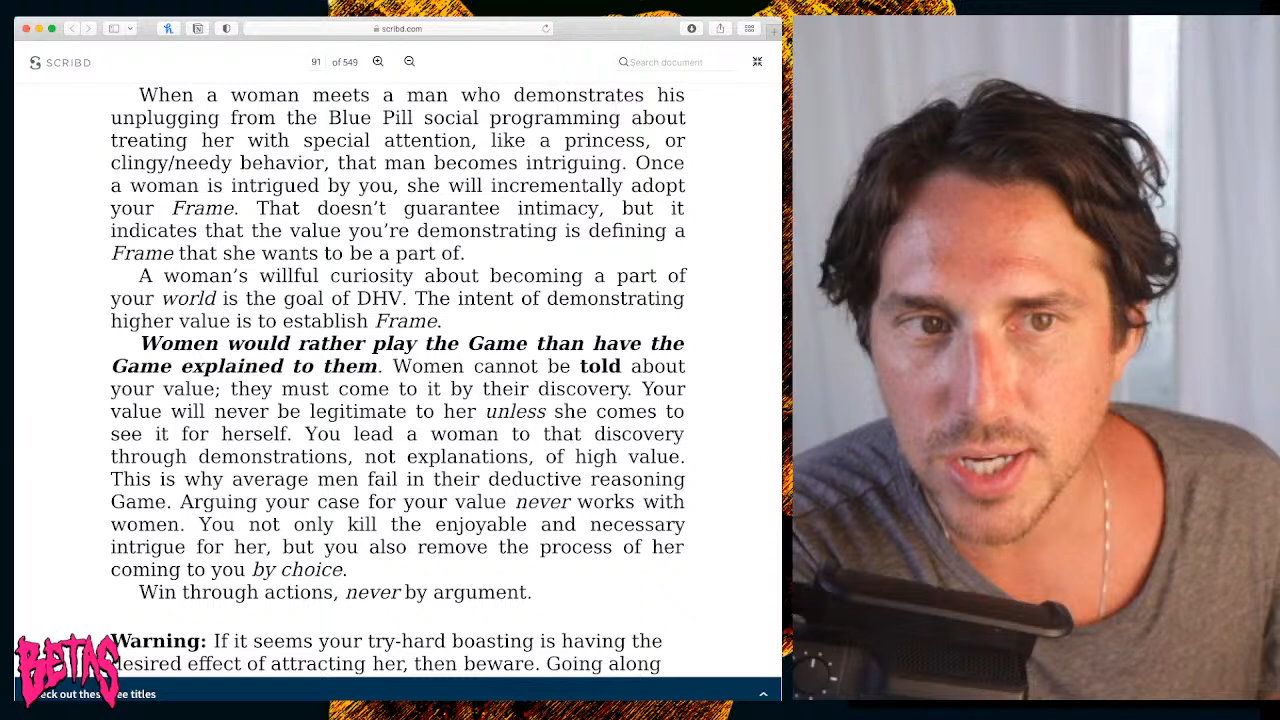 scribd.com
SCRIBD
91 of 549
Search document
When a woman meets a man who demonstrates his
unplugging from the Blue Pill social programming about
treating her with special attention, like a princess, or
clingy/needy behavior, that man becomes intriguing. Once
a woman is intrigued by you, she will incrementally adopt
your Frame. That doesn’t guarantee intimacy, but it
indicates that the value you’re demonstrating is defining a
Frame that she wants to be a part of.
A woman’s willful curiosity about becoming a part of
your world is the goal of DHV. The intent of demonstrating
higher value is to establish Frame.
Women would rather play the Game than have the
Game explained to them. Women cannot be told about
your value; they must come to it by their discovery. Your
value will never be legitimate to her unless she comes to
see it for herself. You lead a woman to that discovery
through demonstrations, not explanations, of high value.
This is why average men fail in their deductive reasoning
Game. Arguing your case for your value never works with
women. You not only kill the enjoyable and necessary
intrigue for her, but you also remove the process of her
coming to you by choice.
Win through actions, never by argument.
Warning: If it seems your try-hard boasting is having the
desired effect of attracting her, then beware. Going along
BETAS
eck out thes ee titles